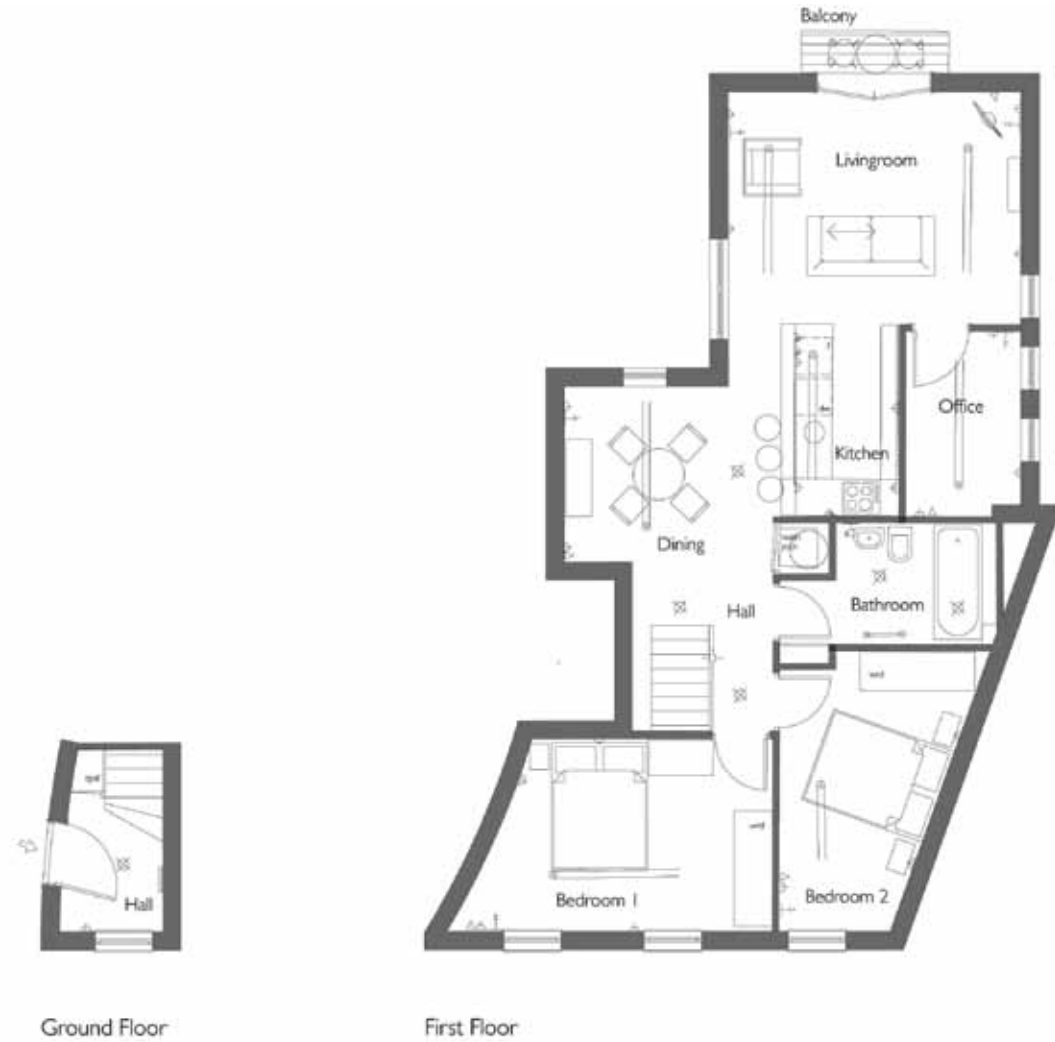 Balcony
Livingroom
Office
Kitchen
Dining
Hall
Bathroom
Bedroom 1
Bedroom 2
Hall
Ground Floor
First Floor